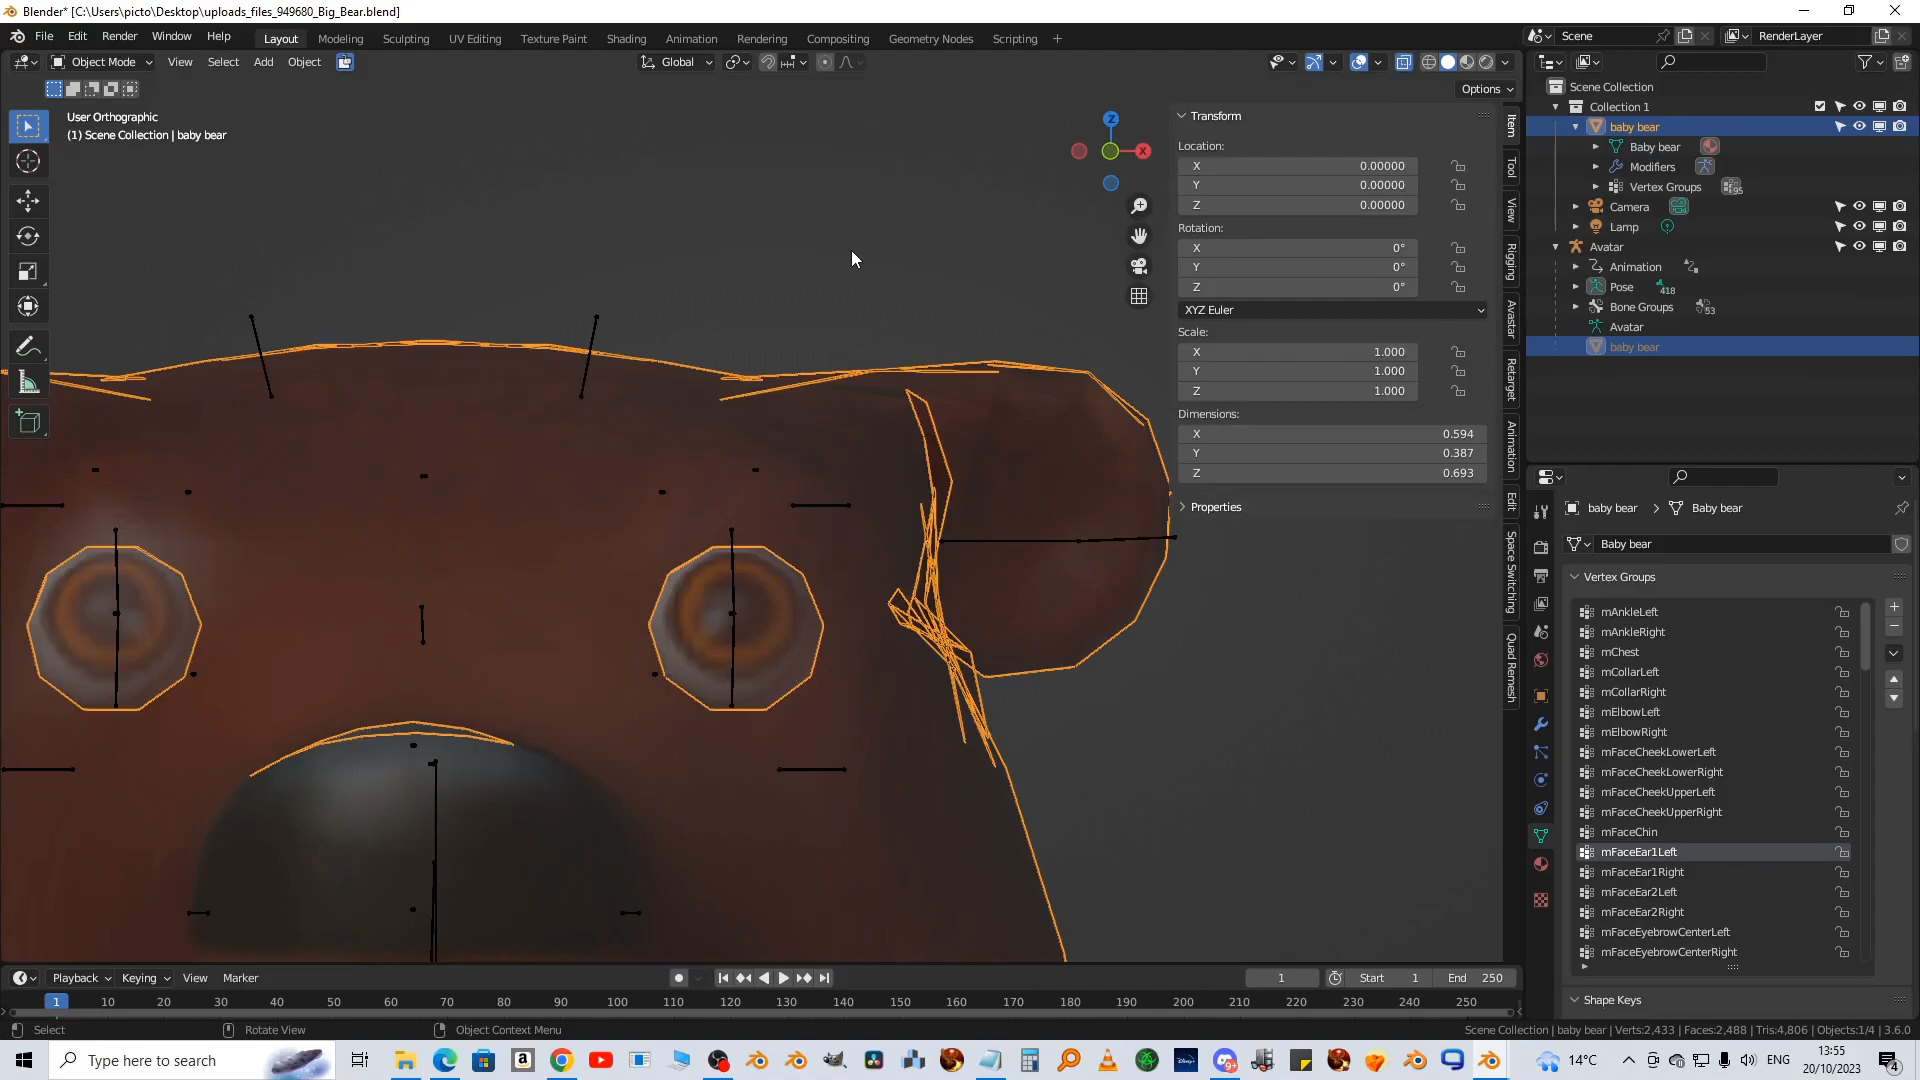 Blender* [C:\Users\picto\Desktop\uploads_files_949680_Big_Bear.blend]
File Edit Render Window Help Layout Modeling Sculpting UV Editing Texture Paint Shading Animation Rendering Compositing Geometry Nodes Scripting + Scene RenderLayer
Object Mode View Select Add Object Global
Options
User Orthographic
(1) Scene Collection | baby bear
Z
X
Transform
Location:
X 0.00000
Y 0.00000
Z 0.00000
Rotation:
X 0°
Y 0°
Z 0°
XYZ Euler
Scale:
X 1.000
Y 1.000
Z 1.000
Dimensions:
X 0.594
Y 0.387
Z 0.693
Properties
Item
Tool
View
Rigging
Avastar
Retarget
Animation
Edit
Space Switching
Quad Remesh
Scene Collection
Collection 1
baby bear
Baby bear
Modifiers
Vertex Groups 95
Camera
Lamp
Avatar
Animation
Pose 418
Bone Groups 53
Avatar
baby bear
baby bear > Baby bear
Baby bear
Vertex Groups
mAnkleLeft
mAnkleRight
mChest
mCollarLeft
mCollarRight
mElbowLeft
mElbowRight
mFaceCheekLowerLeft
mFaceCheekLowerRight
mFaceCheekUpperLeft
mFaceCheekUpperRight
mFaceChin
mFaceEar1Left
mFaceEar1Right
mFaceEar2Left
mFaceEar2Right
mFaceEyebrowCenterLeft
mFaceEyebrowCenterRight
Shape Keys
Playback Keying View Marker 1 Start 1 End 250
1 10 20 30 40 50 60 70 80 90 100 110 120 130 140 150 160 170 180 190 200 210 220 230 240 250
Select Rotate View Object Context Menu Scene Collection | baby bear | Verts:2,433 | Faces:2,488 | Tris:4,806 | Objects:1/4 | 3.6.0
Type here to search 14°C ENG 13:55
20/10/2023
4